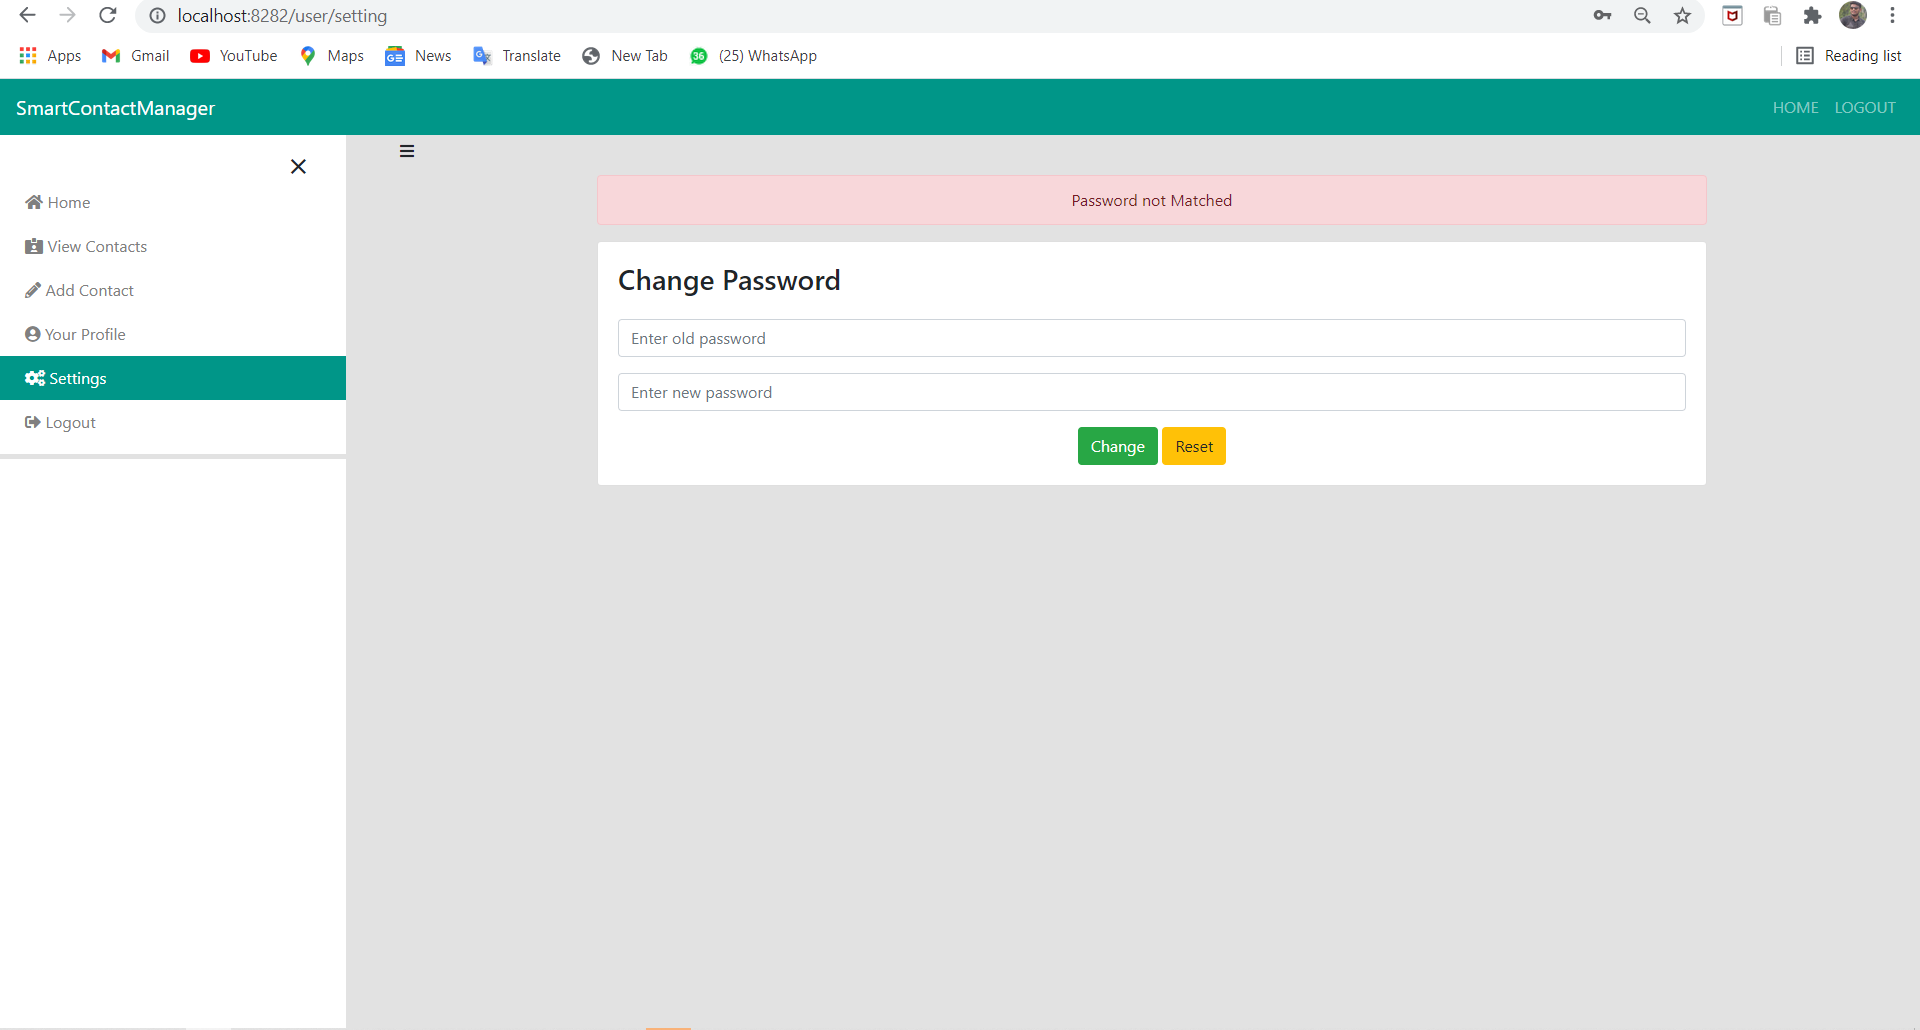 localhost:8282/user/setting
Apps Gmail YouTube Maps News Translate New Tab 36 (25) WhatsApp Reading list
SmartContactManager HOME LOGOUT
Home
View Contacts
Add Contact
Your Profile
Settings
Logout
Password not Matched
Change Password
Enter old password
Enter new password
Change Reset